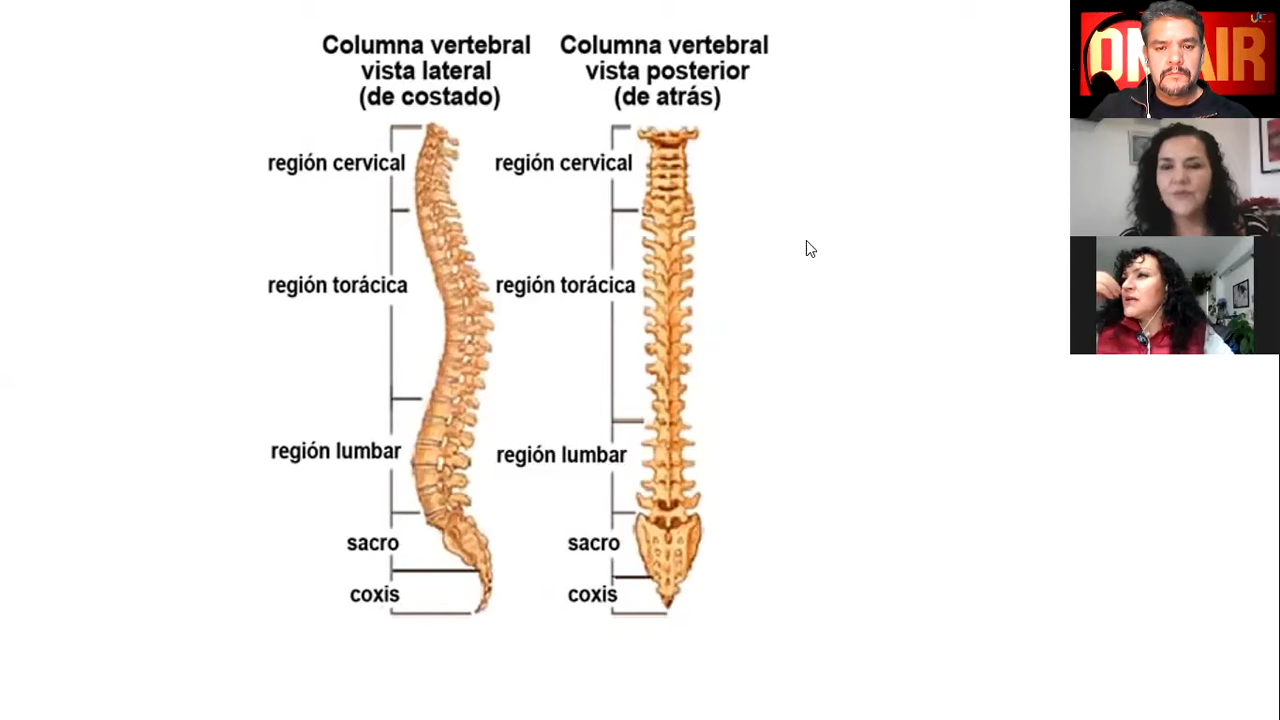 Columna vertebral
vista lateral
(de costado)
Columna vertebral
vista posterior
(de atrás)
región cervical
región torácica
región lumbar
sacro
coxis
región cervical
región torácica
región lumbar
sacro
coxis
ON AIR